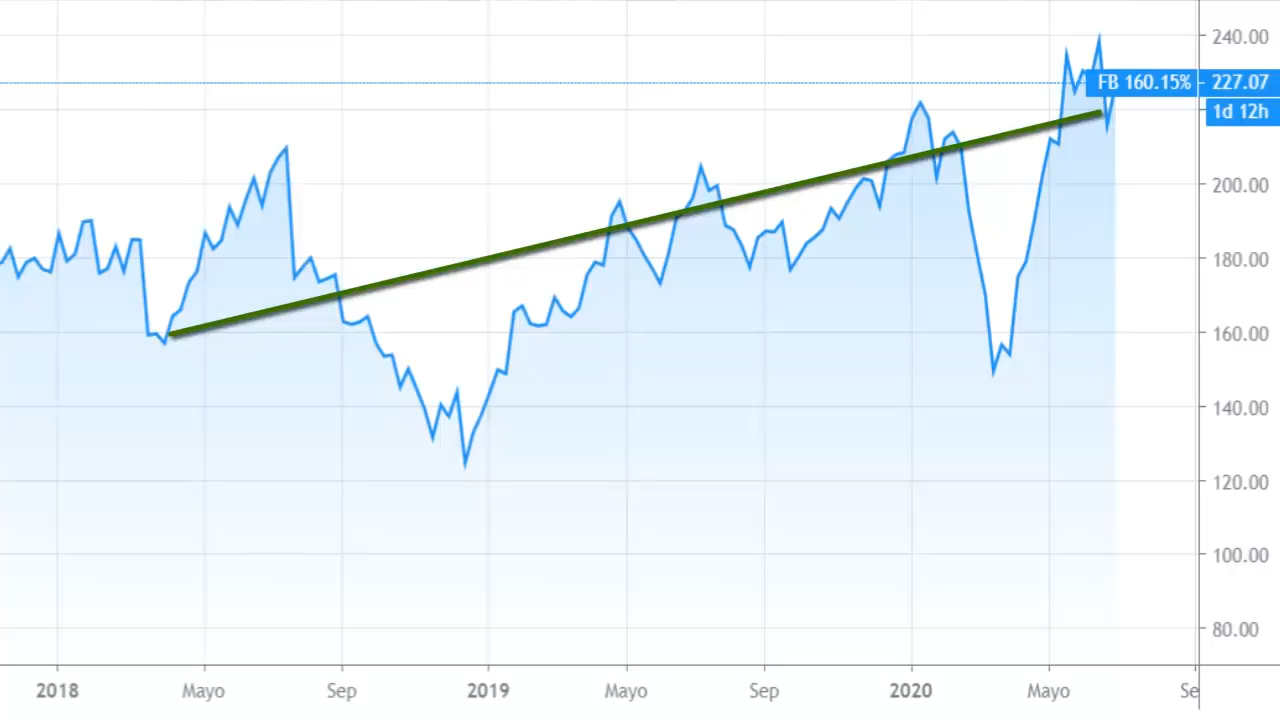 240.00
FB 160.15% 227.07
1d 12h
200.00
180.00
160.00
140.00
120.00
100.00
80.00
2018 Mayo Sep 2019 Mayo Sep 2020 Mayo Se